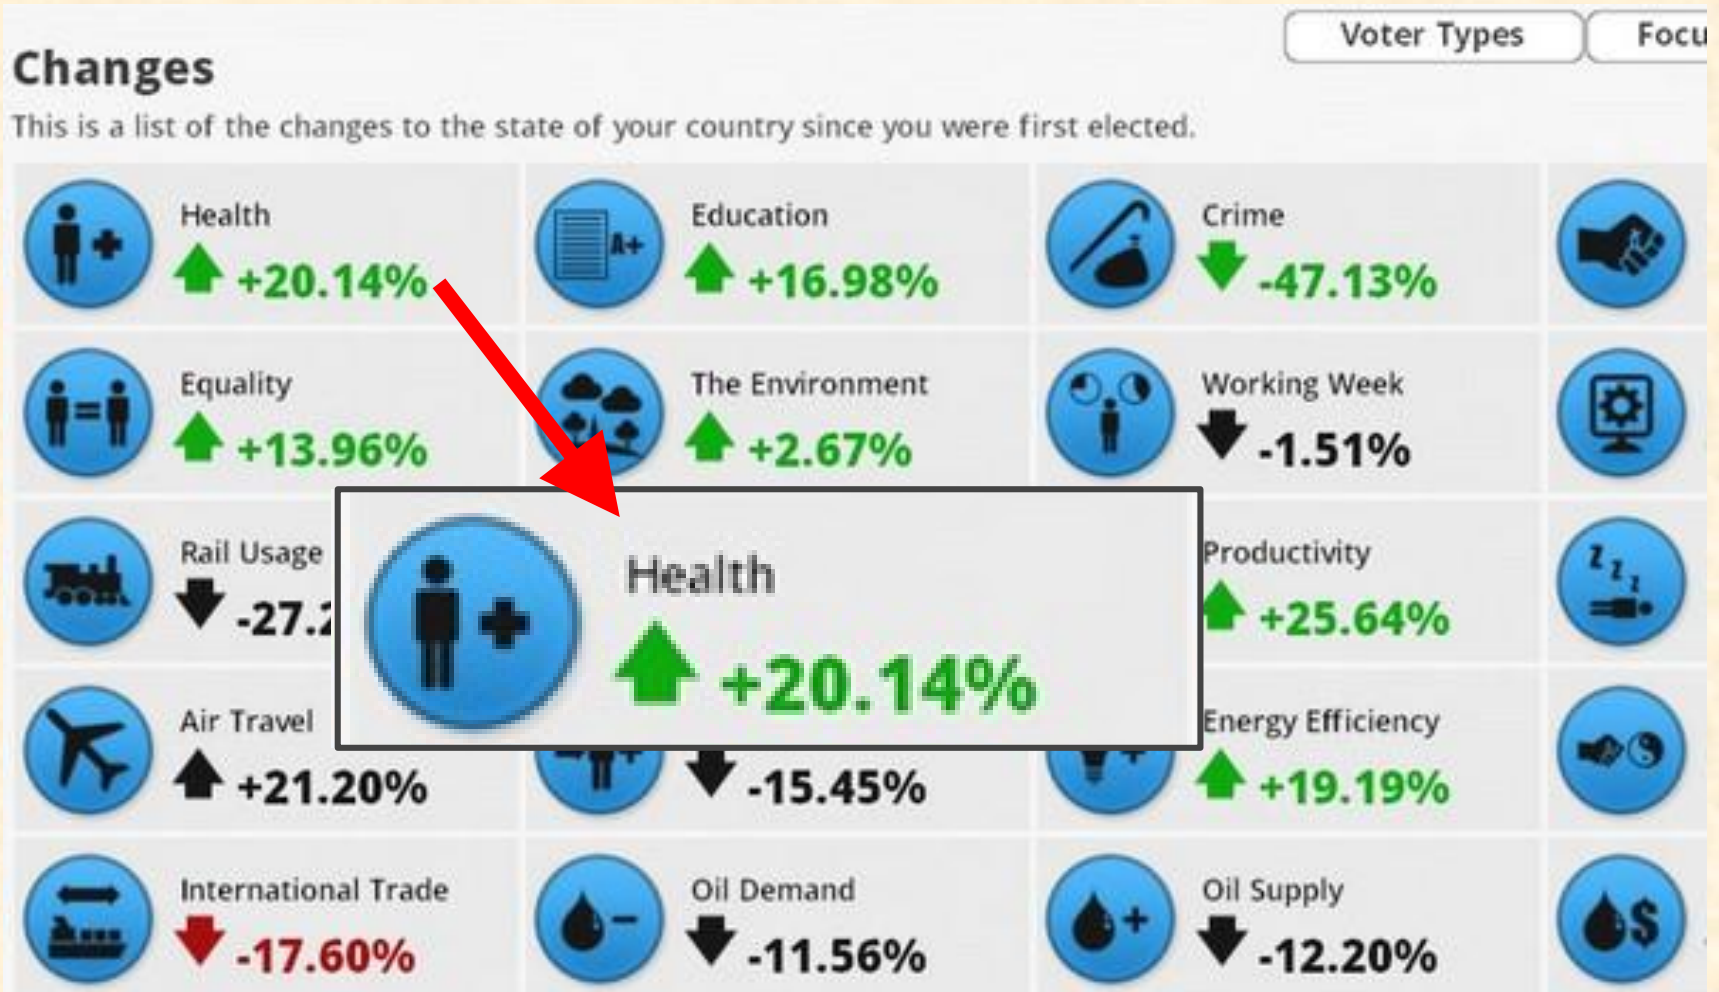 Voter Types
Focu
Changes
This is a list of the changes to the state of your country since you were first elected.
Health
+20.14%
Education
A+
+16.98%
Crime
-47.13%
Equality
+13.96%
The Environment
+2.67%
Working Week
-1.51%
Rail Usage
-27.2
Health
+20.14%
Productivity
+25.64%
z z z
Air Travel
+21.20%
-15.45%
Energy Efficiency
+19.19%
International Trade
-17.60%
Oil Demand
-11.56%
Oil Supply
-12.20%
$